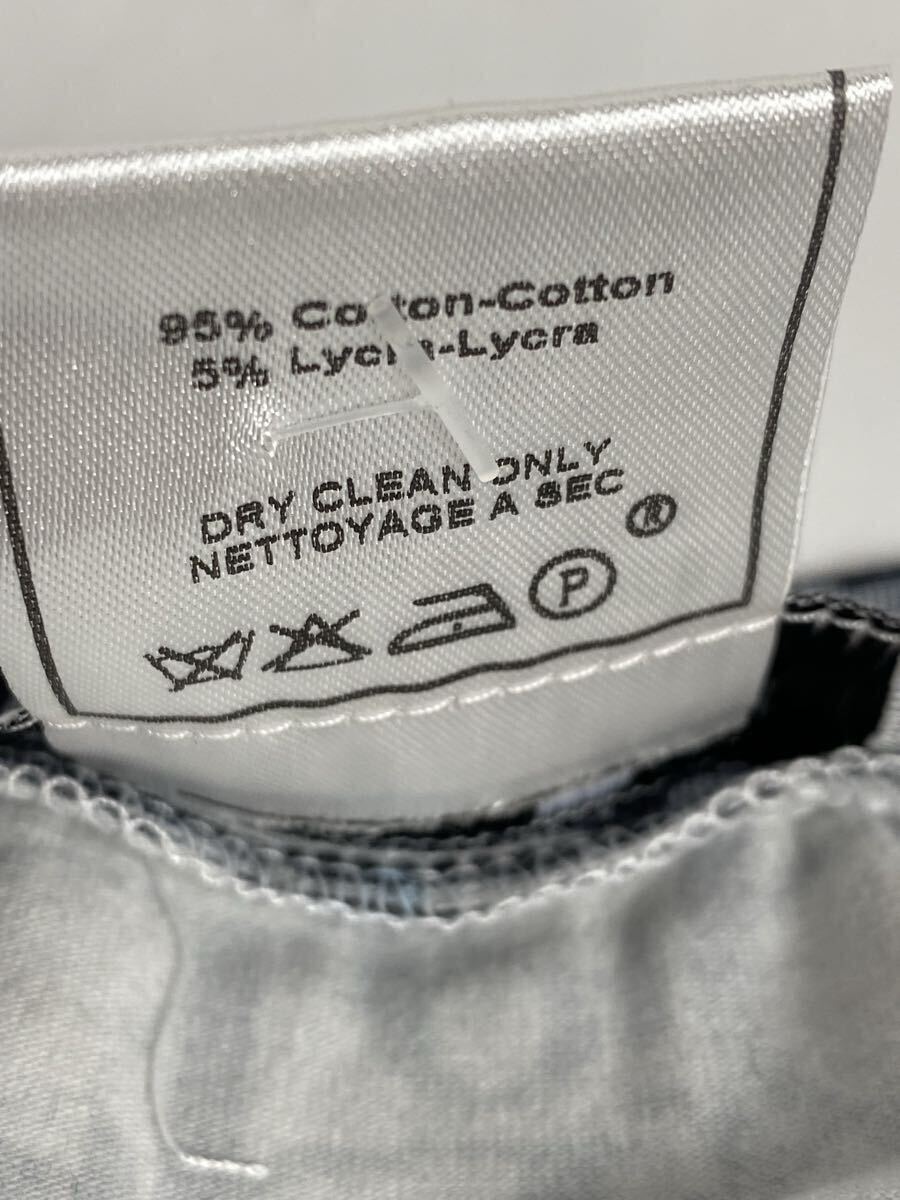 95% Cotton-Cotton
5% Lycra-Lycra
DRY CLEAN ONLY
NETTOYAGE A SEC
®
P